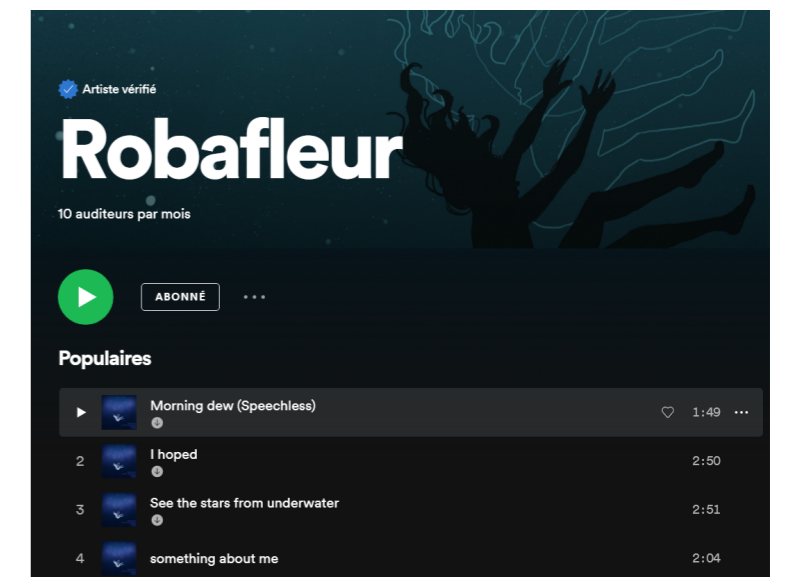 Artiste vérifié
Robafleur
10 auditeurs par mois
ABONNÉ
Populaires
Morning dew (Speechless) 1:49
2 I hoped 2:50
3 See the stars from underwater 2:51
4 something about me 2:04